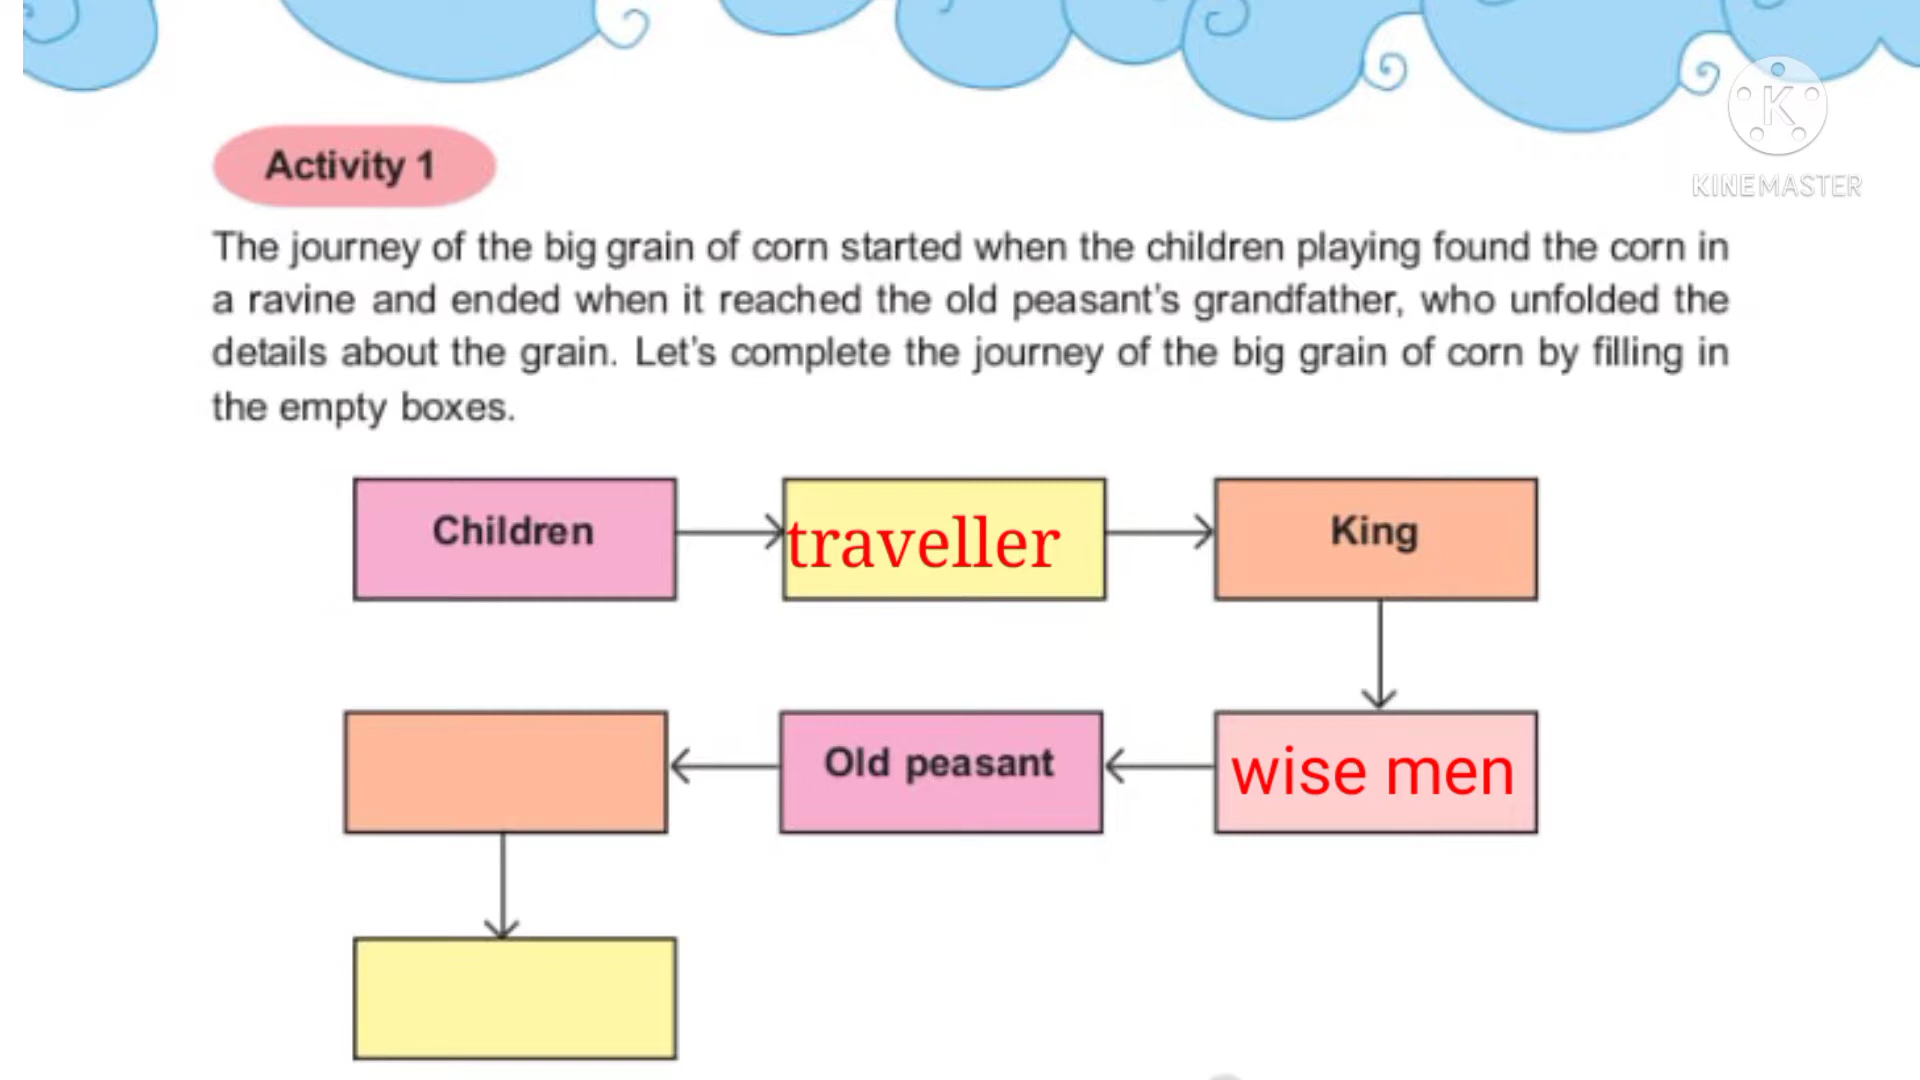 Activity 1
KINEMASTER
The journey of the big grain of corn started when the children playing found the corn in
a ravine and ended when it reached the old peasant's grandfather, who unfolded the
details about the grain. Let's complete the journey of the big grain of corn by filling in
the empty boxes.
Children
traveller
King
Old peasant
wise men